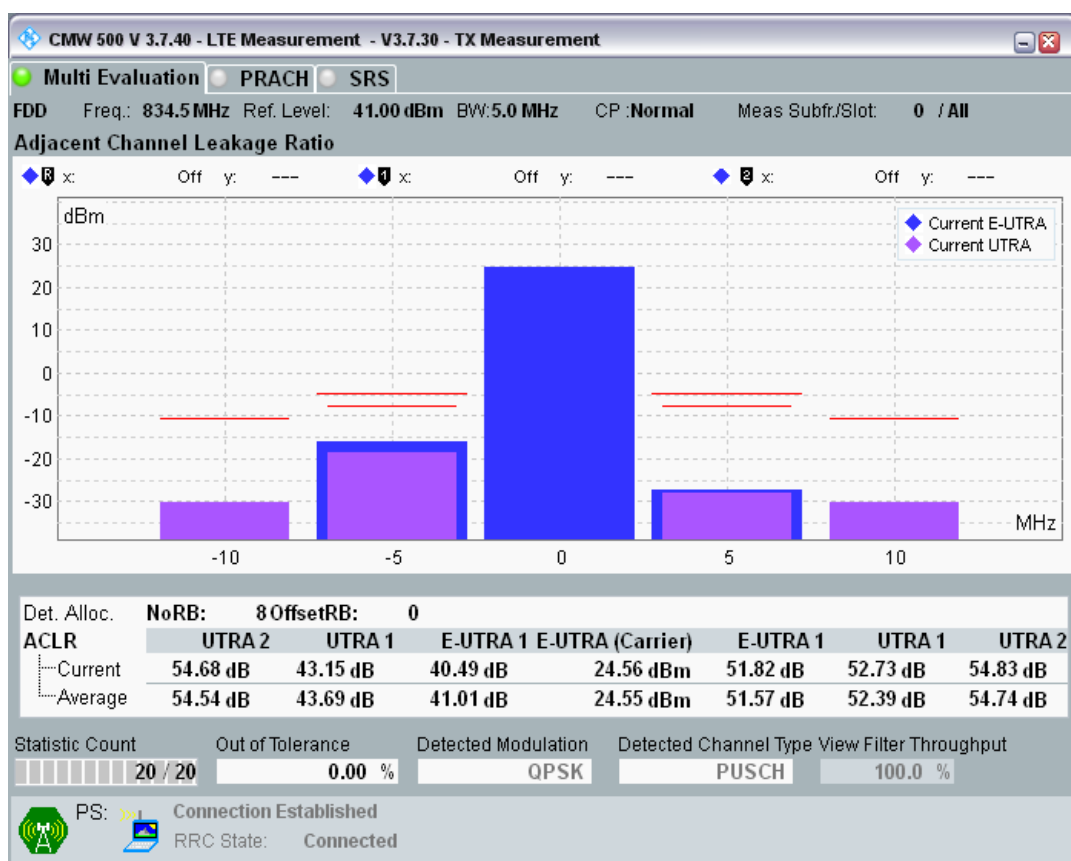 CMW 500 V 3.7.40 - LTE Measurement - V3.7.30 - TX Measurement
Multi Evaluation PRACH SRS
FDD Freq.: 834.5 MHz Ref. Level: 41.00 dBm BW:5.0 MHz CP :Normal Meas Subfr./Slot: 0 / All
Adjacent Channel Leakage Ratio
R x: Off y: --- 1 x: Off y: --- 2 x: Off y: ---
dBm
Current E-UTRA
Current UTRA
30
20
10
0
-10
-20
-30
MHz
-10 -5 0 5 10
Det. Alloc. NoRB: 8 OffsetRB: 0
ACLR UTRA 2 UTRA 1 E-UTRA 1 E-UTRA (Carrier) E-UTRA 1 UTRA 1 UTRA 2
Current 54.68 dB 43.15 dB 40.49 dB 24.56 dBm 51.82 dB 52.73 dB 54.83 dB
Average 54.54 dB 43.69 dB 41.01 dB 24.55 dBm 51.57 dB 52.39 dB 54.74 dB
Statistic Count Out of Tolerance Detected Modulation Detected Channel Type View Filter Throughput
20 / 20 0.00 % QPSK PUSCH 100.0 %
PS: Connection Established
RRC State: Connected